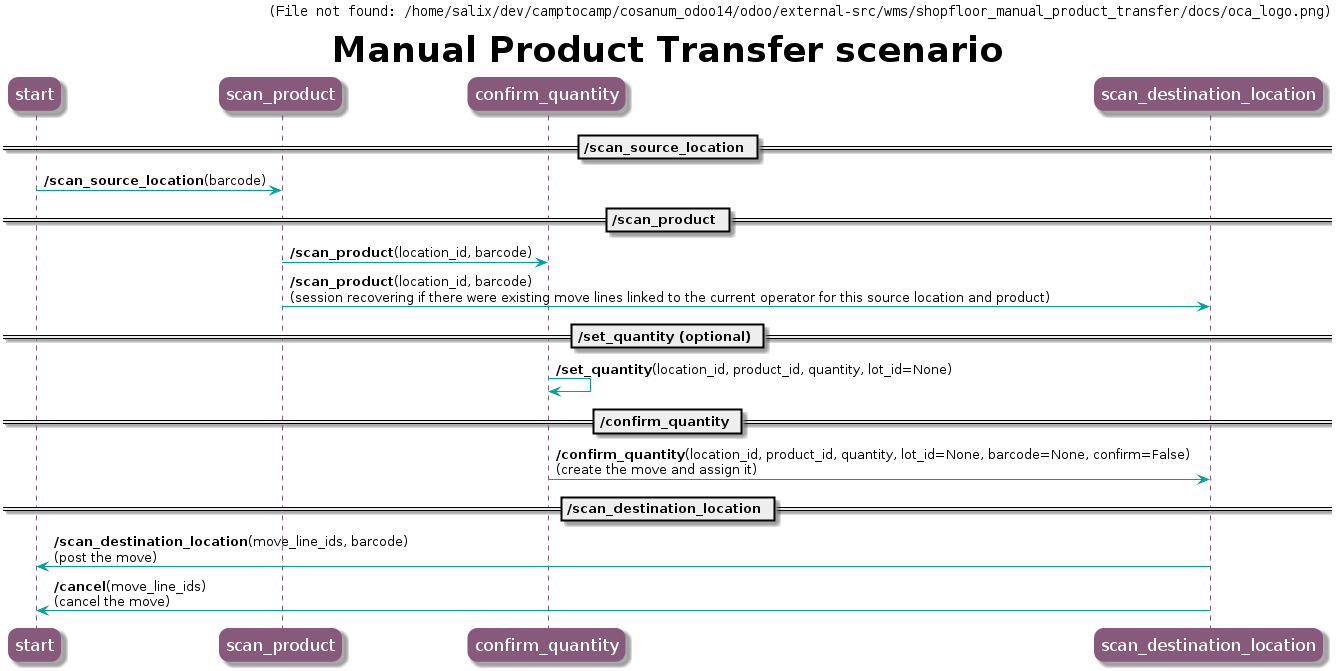 (File not found: /home/salix/dev/camptocamp/cosanum_odoo14/odoo/external-src/wms/shopfloor_manual_product_transfer/docs/oca_logo.png)
Manual Product Transfer scenario
start scan_product confirm_quantity scan_destination_location
/scan_source_location
/scan_source_location(barcode)
/scan_product
/scan_product(location_id, barcode)
/scan_product(location_id, barcode)
(session recovering if there were existing move lines linked to the current operator for this source location and product)
/set_quantity (optional)
/set_quantity(location_id, product_id, quantity, lot_id=None)
/confirm_quantity
/confirm_quantity(location_id, product_id, quantity, lot_id=None, barcode=None, confirm=False)
(create the move and assign it)
/scan_destination_location
/scan_destination_location(move_line_ids, barcode)
(post the move)
/cancel(move_line_ids)
(cancel the move)
start scan_product confirm_quantity scan_destination_location